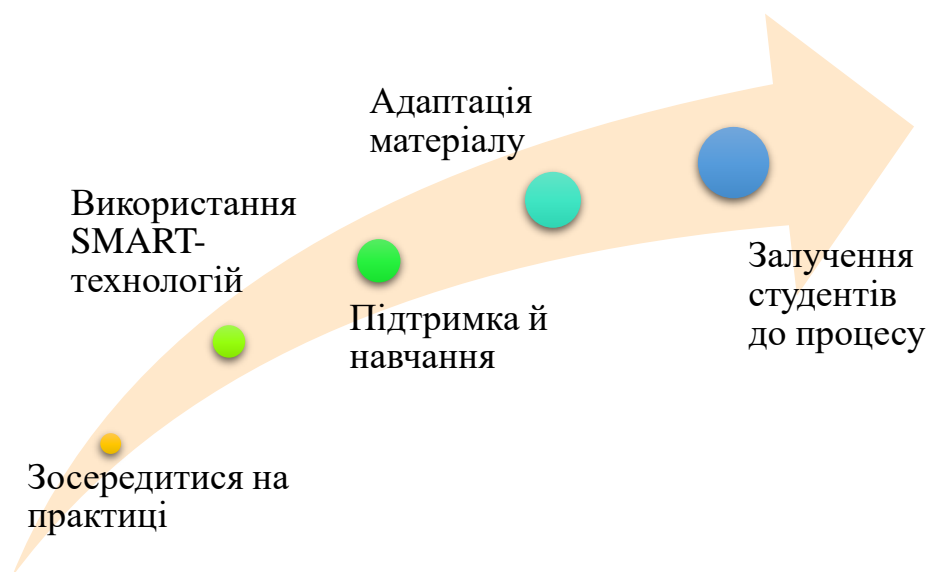 Адаптація
матеріалу
Використання
SMART-
технологій
Залучення
студентів
до процесу
Підтримка й
навчання
Зосередитися на
практиці